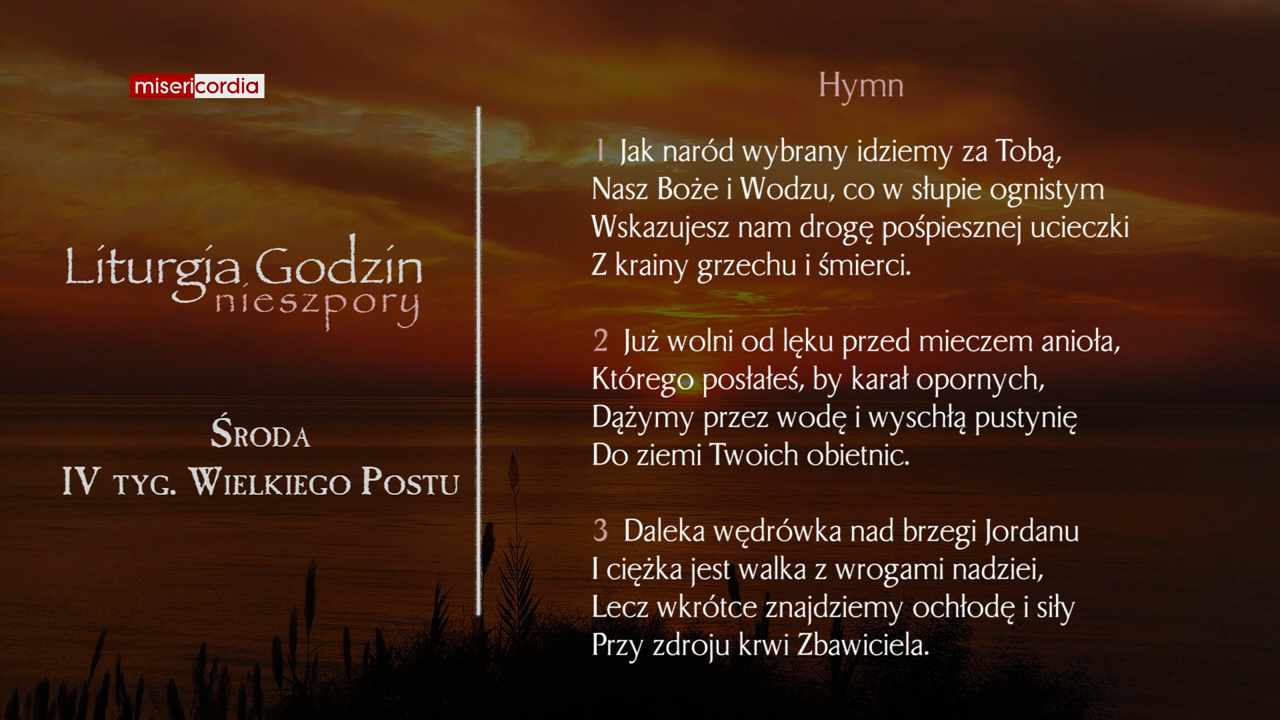 misericordia
Liturgia Godzin
nieszpory
Środa
IV tyg. Wielkiego Postu
Hymn
1 Jak naród wybrany idziemy za Tobą,
Nasz Boże i Wodzu, co w słupie ognistym
Wskazujesz nam drogę pośpiesznej ucieczki
Z krainy grzechu i śmierci.
2 Już wolni od lęku przed mieczem anioła,
Którego posłałeś, by karał opornych,
Dążymy przez wodę i wyschłą pustynię
Do ziemi Twoich obietnic.
3 Daleka wędrówka nad brzegi Jordanu
I ciężka jest walka z wrogami nadziei,
Lecz wkrótce znajdziemy ochłodę i siły
Przy zdroju krwi Zbawiciela.